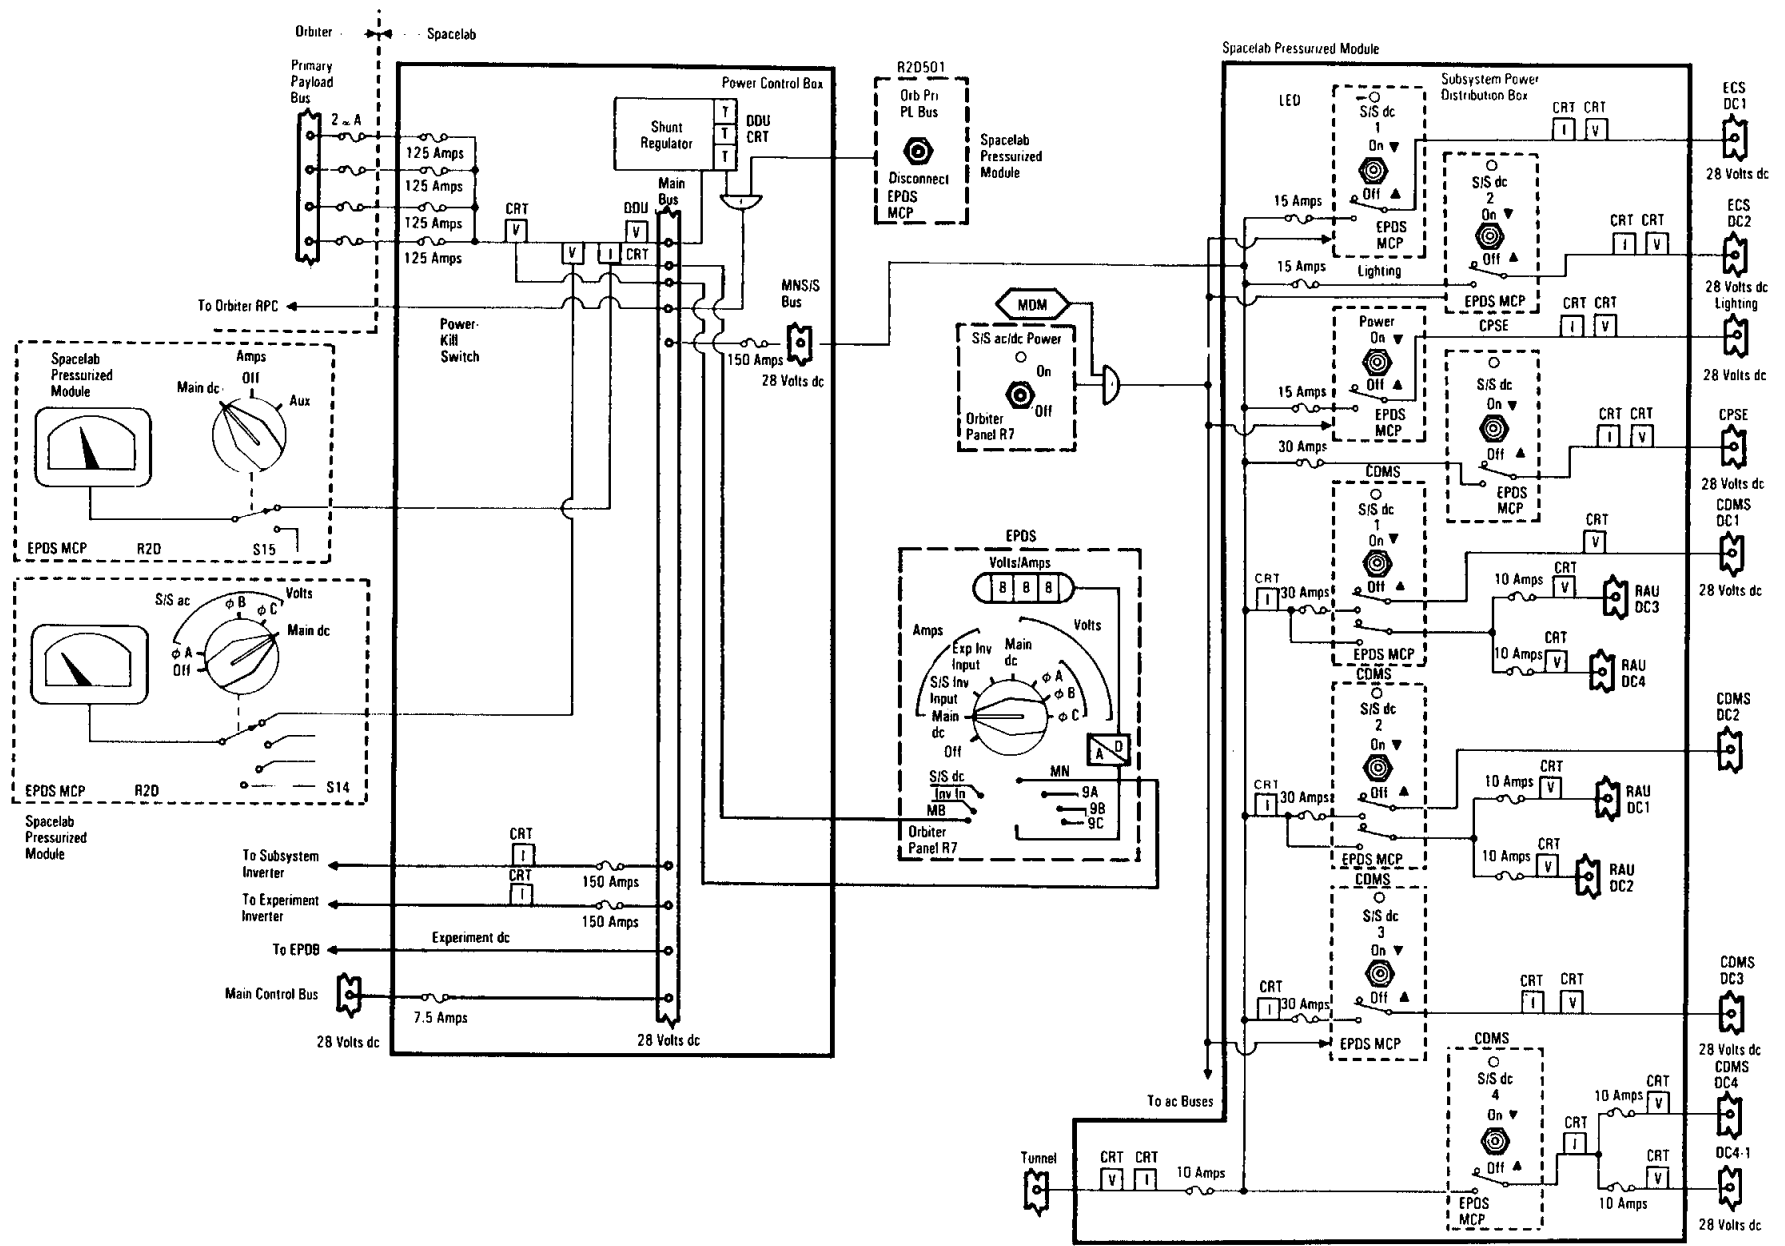 Orbiter
Spacelab
Primary
Payload
Bus
2 ∝ A
125 Amps
125 Amps
125 Amps
125 Amps
Power Control Box
Shunt
Regulator
T
T
T
DDU
CRT
Main
Bus
CRT
V
V
I
CRT
DDU
V
To Orbiter RPC
Power-
Kill
Switch
MNS/S
Bus
150 Amps
28 Volts dc
R2D501
Orb Pri
PL Bus
Disconnect
EPDS
MCP
Spacelab
Pressurized
Module
MDM
S/S ac/dc Power
On
Off
Orbiter
Panel R7
Spacelab
Pressurized
Module
Amps
Off
Main dc
Aux
EPDS MCP
R2D
S15
S/S ac
Volts
φ B
φ C
Main dc
φ A
Off
EPDS MCP
R2D
S14
Spacelab
Pressurized
Module
To Subsystem
Inverter
CRT
I
150 Amps
To Experiment
Inverter
CRT
I
150 Amps
To EPDB
Experiment dc
Main Control Bus
7.5 Amps
28 Volts dc
28 Volts dc
EPDS
Volts/Amps
8 8 8
Amps
Volts
Exp Inv
Input
Main
dc
S/S Inv
Input
φ A
φ B
φ C
Main
dc
Off
A
D
S/S dc
Inv In
MB
MN
9A
9B
9C
Orbiter
Panel R7
Spacelab Pressurized Module
Subsystem Power
Distribution Box
LED
S/S dc
1
On
Off
15 Amps
EPDS
MCP
CRT CRT
I V
ECS
DC1
28 Volts dc
S/S dc
2
On
Off
15 Amps
Lighting
EPDS MCP
CRT CRT
I V
ECS
DC2
28 Volts dc
Lighting
Power
On
Off
15 Amps
EPDS
MCP
CPSE
CRT CRT
I V
28 Volts dc
S/S dc
On
Off
30 Amps
EPDS
MCP
CRT CRT
I V
CPSE
28 Volts dc
CDMS
S/S dc
1
On
Off
CRT
I
30 Amps
EPDS MCP
CRT
V
CDMS
DC1
28 Volts dc
10 Amps
CRT
V
RAU
DC3
10 Amps
CRT
V
RAU
DC4
CDMS
S/S dc
2
On
Off
CRT
I
30 Amps
EPDS MCP
CDMS
DC2
10 Amps
CRT
V
RAU
DC1
10 Amps
CRT
V
RAU
DC2
CDMS
S/S dc
3
On
Off
CRT
I
30 Amps
EPDS MCP
CRT CRT
I V
CDMS
DC3
28 Volts dc
CDMS
S/S dc
4
On
Off
EPDS
MCP
CRT
I
10 Amps
CRT
V
CDMS
DC4
10 Amps
CRT
V
DC4-1
28 Volts dc
To ac Buses
Tunnel
CRT CRT
V I
10 Amps